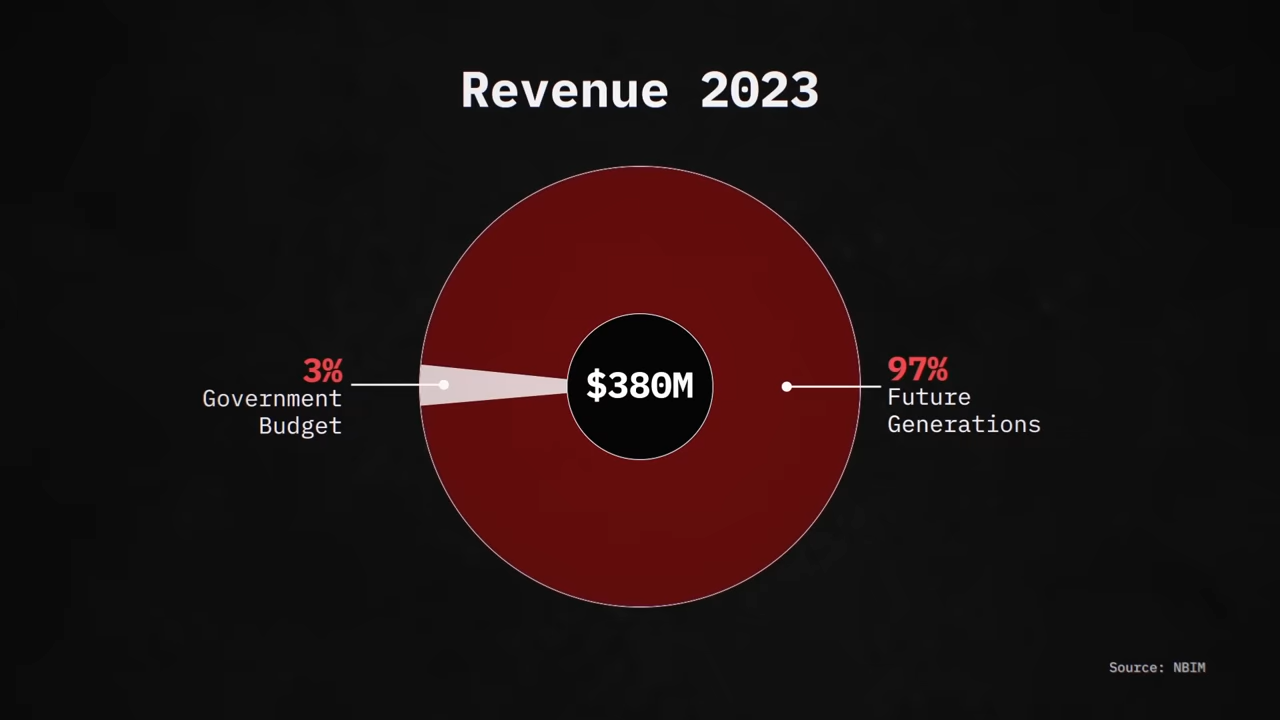 Revenue 2023
3%
Government
Budget
$380M
97%
Future
Generations
Source: NBIM